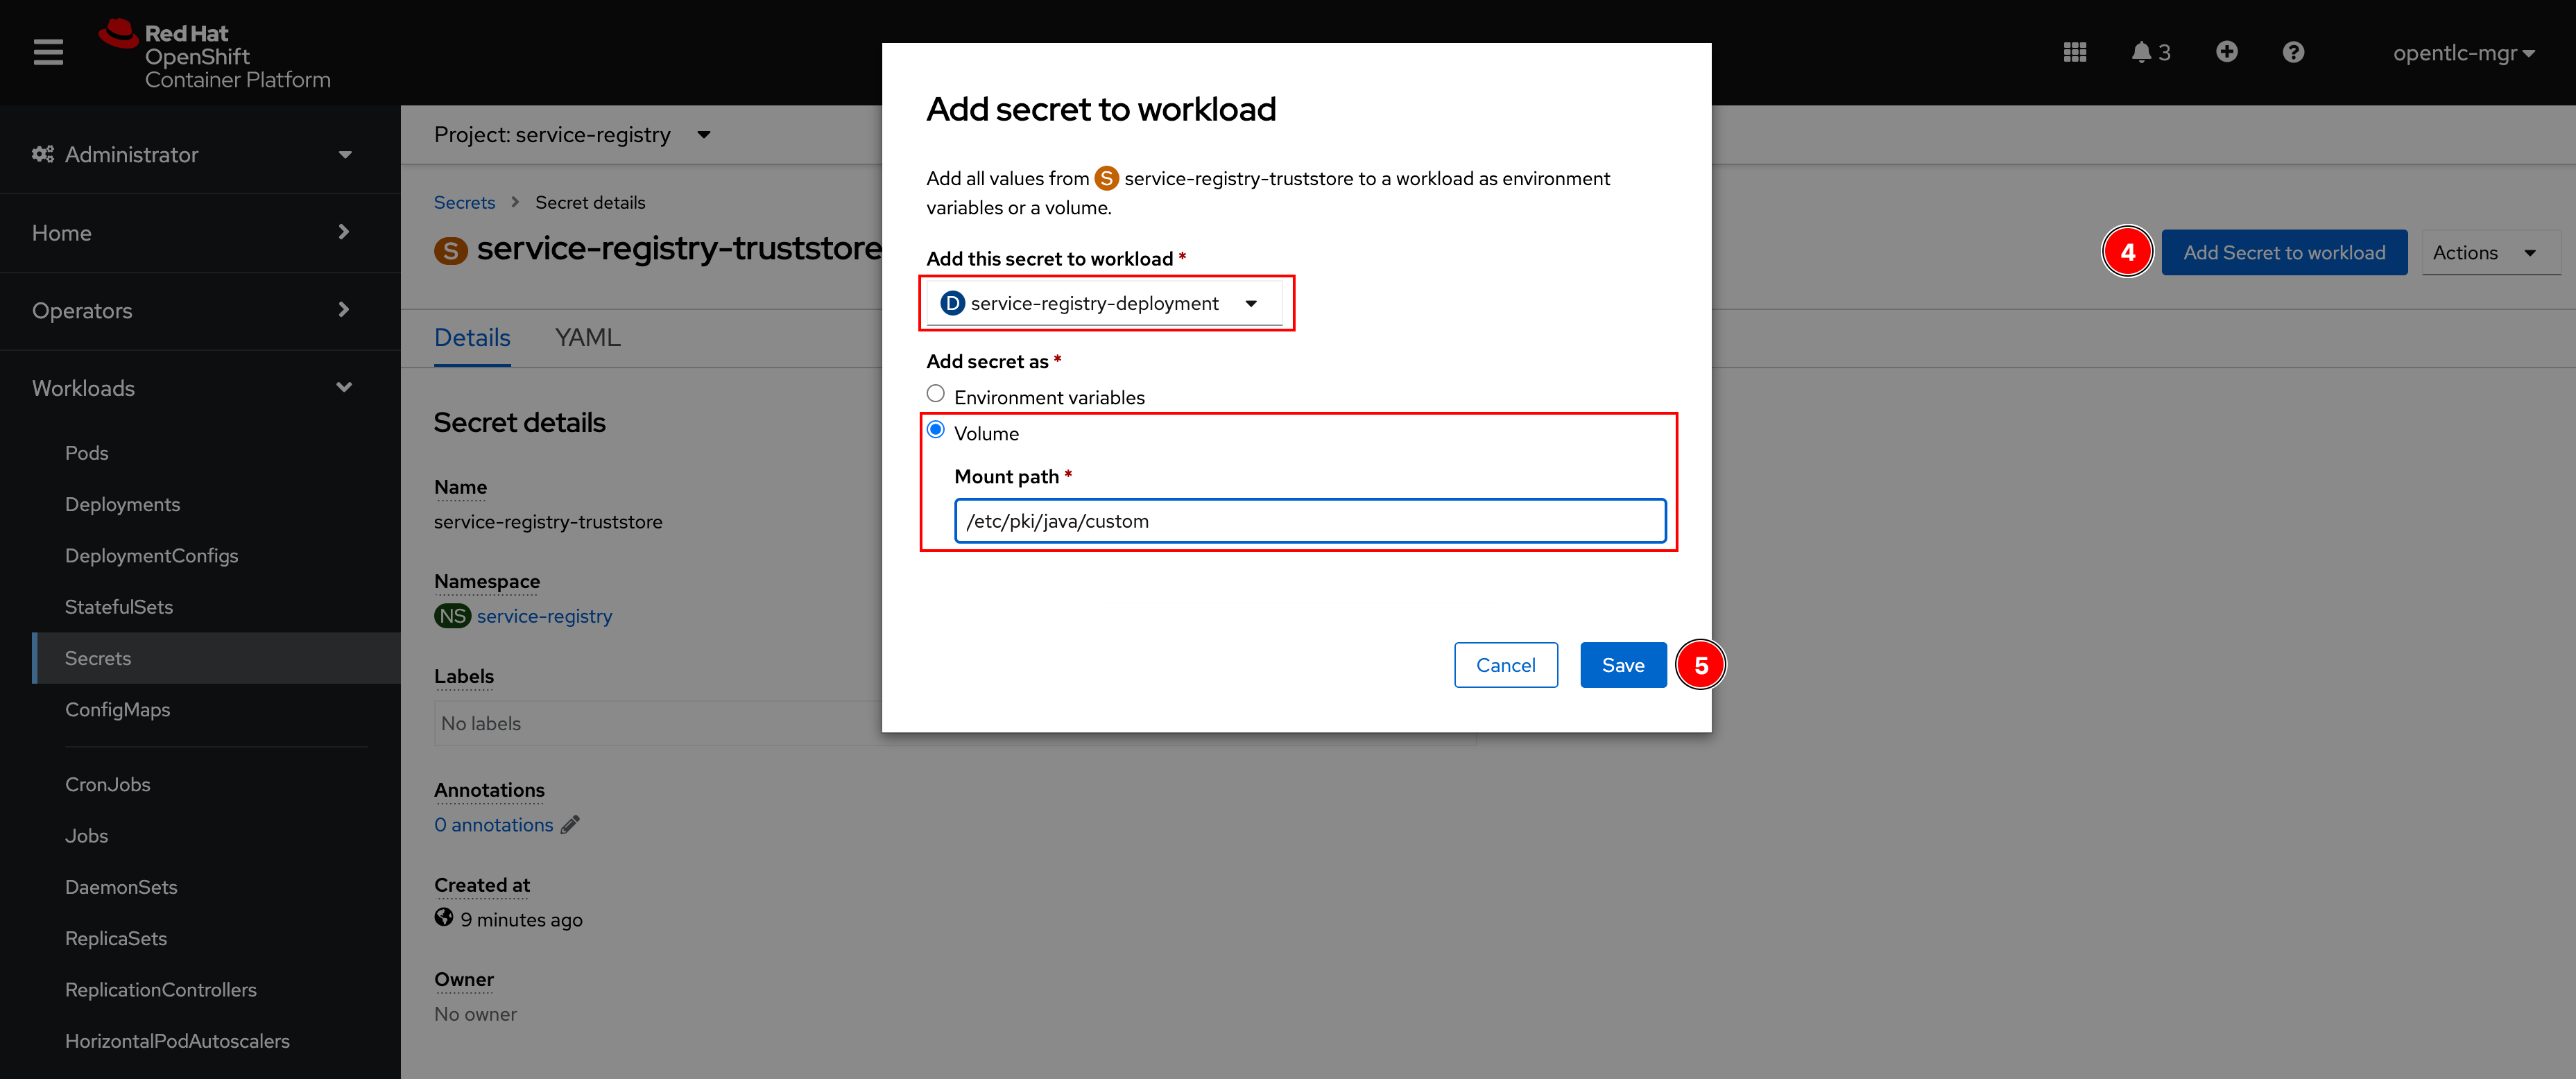 Red Hat
OpenShift
Container Platform
3
opentlc-mgr
Administrator
Home
Operators
Workloads
Pods
Deployments
DeploymentConfigs
StatefulSets
Secrets
ConfigMaps
CronJobs
Jobs
DaemonSets
ReplicaSets
ReplicationControllers
HorizontalPodAutoscalers
Project: service-registry
Secrets > Secret details
S service-registry-truststore
4
Add Secret to workload
Actions
Details YAML
Secret details
Name
service-registry-truststore
Namespace
NS service-registry
Labels
No labels
Annotations
0 annotations
Created at
9 minutes ago
Owner
No owner
Add secret to workload
Add all values from S service-registry-truststore to a workload as environment
variables or a volume.
Add this secret to workload *
D service-registry-deployment
Add secret as *
Environment variables
Volume
Mount path *
/etc/pki/java/custom
Cancel
Save
5